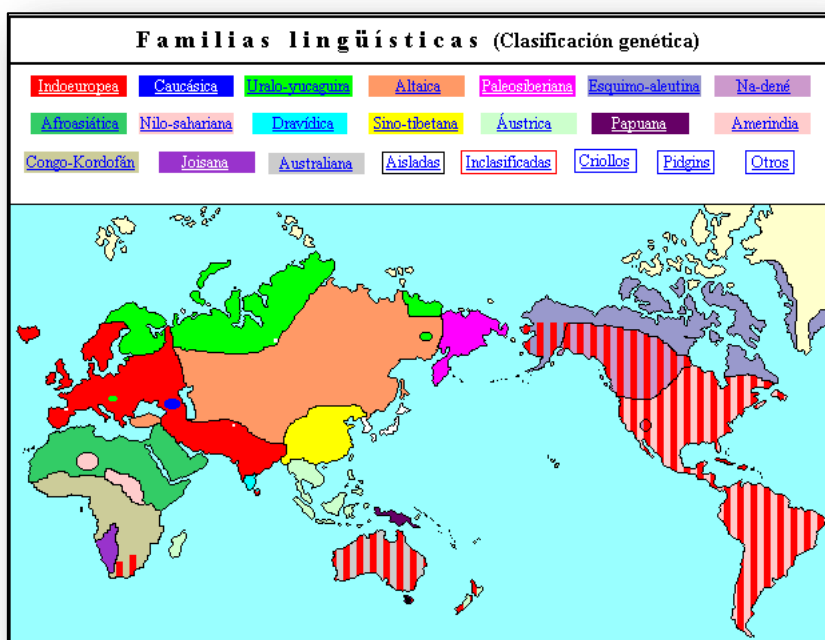 Familias lingüísticas (Clasificación genética)
Indoeuropea Caucásica Uralo-yucaguira Altaica Paleosiberiana Esquimo-aleutina Na-dené
Afroasiática Nilo-sahariana Dravídica Sino-tibetana Áustrica Papuana Amerindia
Congo-Kordofán Joisana Australiana Aisladas Inclasificadas Criollos Pidgins Otros